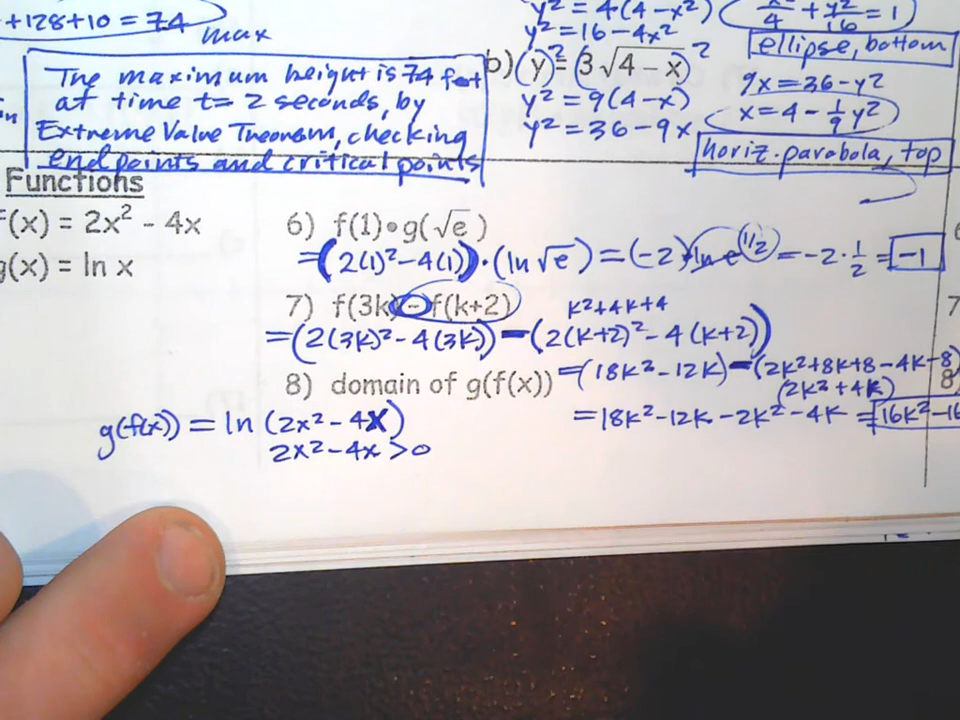 +128+10 = 74 max
The maximum height is 74 feet
at time t = 2 seconds, by
Extreme Value Theorem, checking
endpoints and critical points
y² = 4(4-x²)
y² = 16-4x²
+ y²/16 = 1
ellipse, bottom
b) (y)² = (3√4-x)²
y² = 9(4-x)
y² = 36-9x
9x = 36-y²
x = 4 - 1/9 y²
horiz. parabola, top
Functions
f(x) = 2x² - 4x
g(x) = ln x
6) f(1)•g(√e)
= (2(1)²-4(1))·(ln√e) = (-2) ln e^(1/2) = -2·1/2 = -1
7) f(3k) - f(k+2)
k²+4k+4
= (2(3k)²-4(3k)) - (2(k+2)²-4(k+2))
= (18k²-12k) - (2k²+8k+8-4k-8)
(2k²+4k)
= 18k²-12k-2k²-4k = 16k²-16
8) domain of g(f(x))
g(f(x)) = ln (2x²-4x)
2x²-4x > 0
7
8